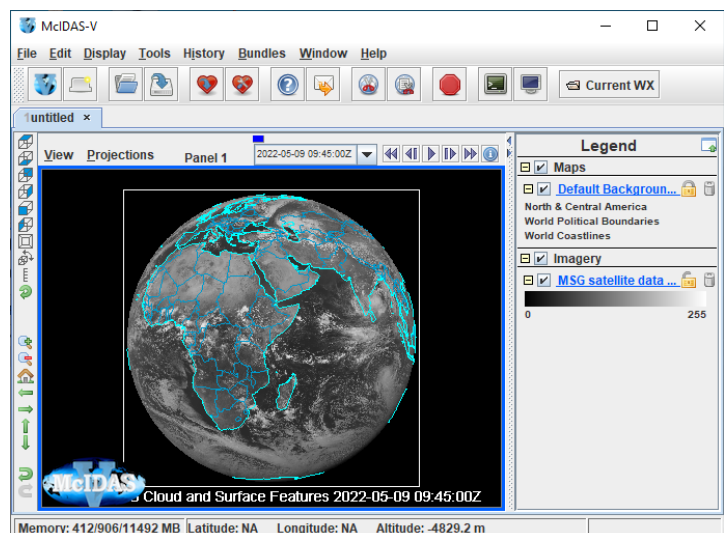 McIDAS-V
File Edit Display Tools History Bundles Window Help
Current WX
untitled ×
View Projections Panel 1 2022-05-09 09:45:00Z
Legend
Maps
Default Backgroun...
North & Central America
World Political Boundaries
World Coastlines
Imagery
MSG satellite data ...
0 255
McIDAS-V
Cloud and Surface Features 2022-05-09 09:45:00Z
Memory: 412/906/11492 MB Latitude: NA Longitude: NA Altitude: -4829.2 m